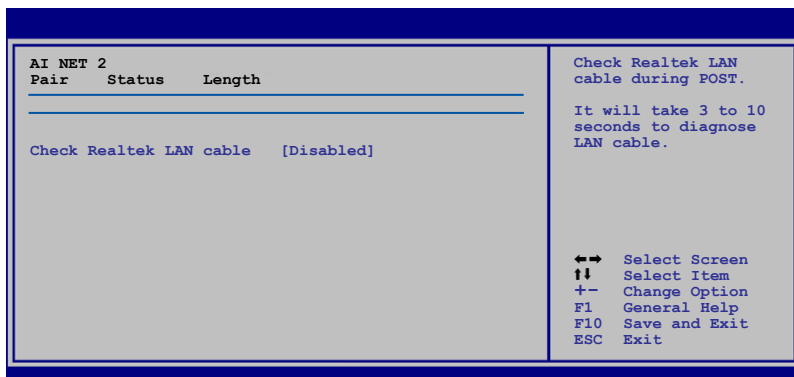 AI NET 2
Pair Status Length
Check Realtek LAN cable [Disabled]
Check Realtek LAN
cable during POST.
It will take 3 to 10
seconds to diagnose
LAN cable.
←→ Select Screen
↑↓ Select Item
+- Change Option
F1 General Help
F10 Save and Exit
ESC Exit